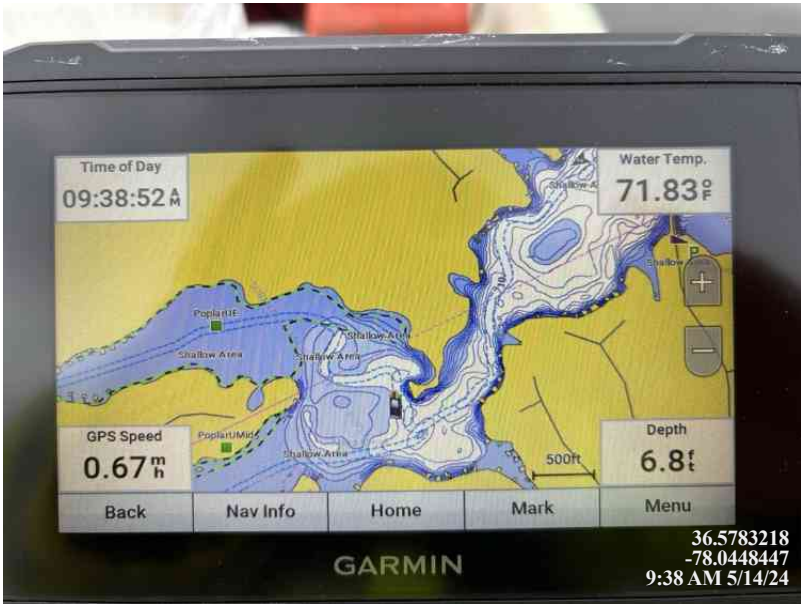 Time of Day
09:38:52 AM
Water Temp.
71.83°F
Shallow A
PoplarUE
Shallow Area
Shallow Area
Shallow Area
Shallow Area
P
+
−
GPS Speed
0.67 mh
PoplarUMid
Shallow Area
500ft
Depth
6.8 ft
Back
Nav Info
Home
Mark
Menu
GARMIN
36.5783218
-78.0448447
9:38 AM 5/14/24